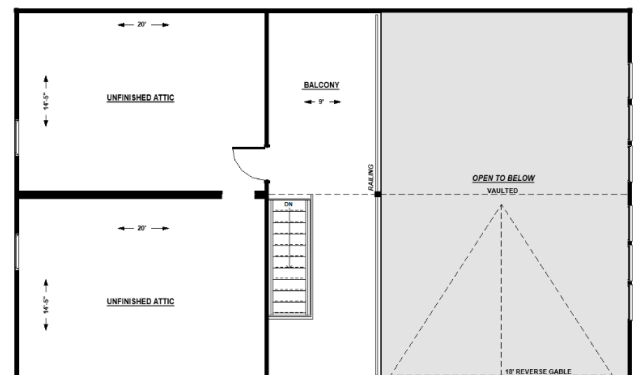 20'
14'-5"
UNFINISHED ATTIC
BALCONY
9'
RAILING
OPEN TO BELOW
VAULTED
DN
20'
14'-5"
UNFINISHED ATTIC
18' REVERSE GABLE